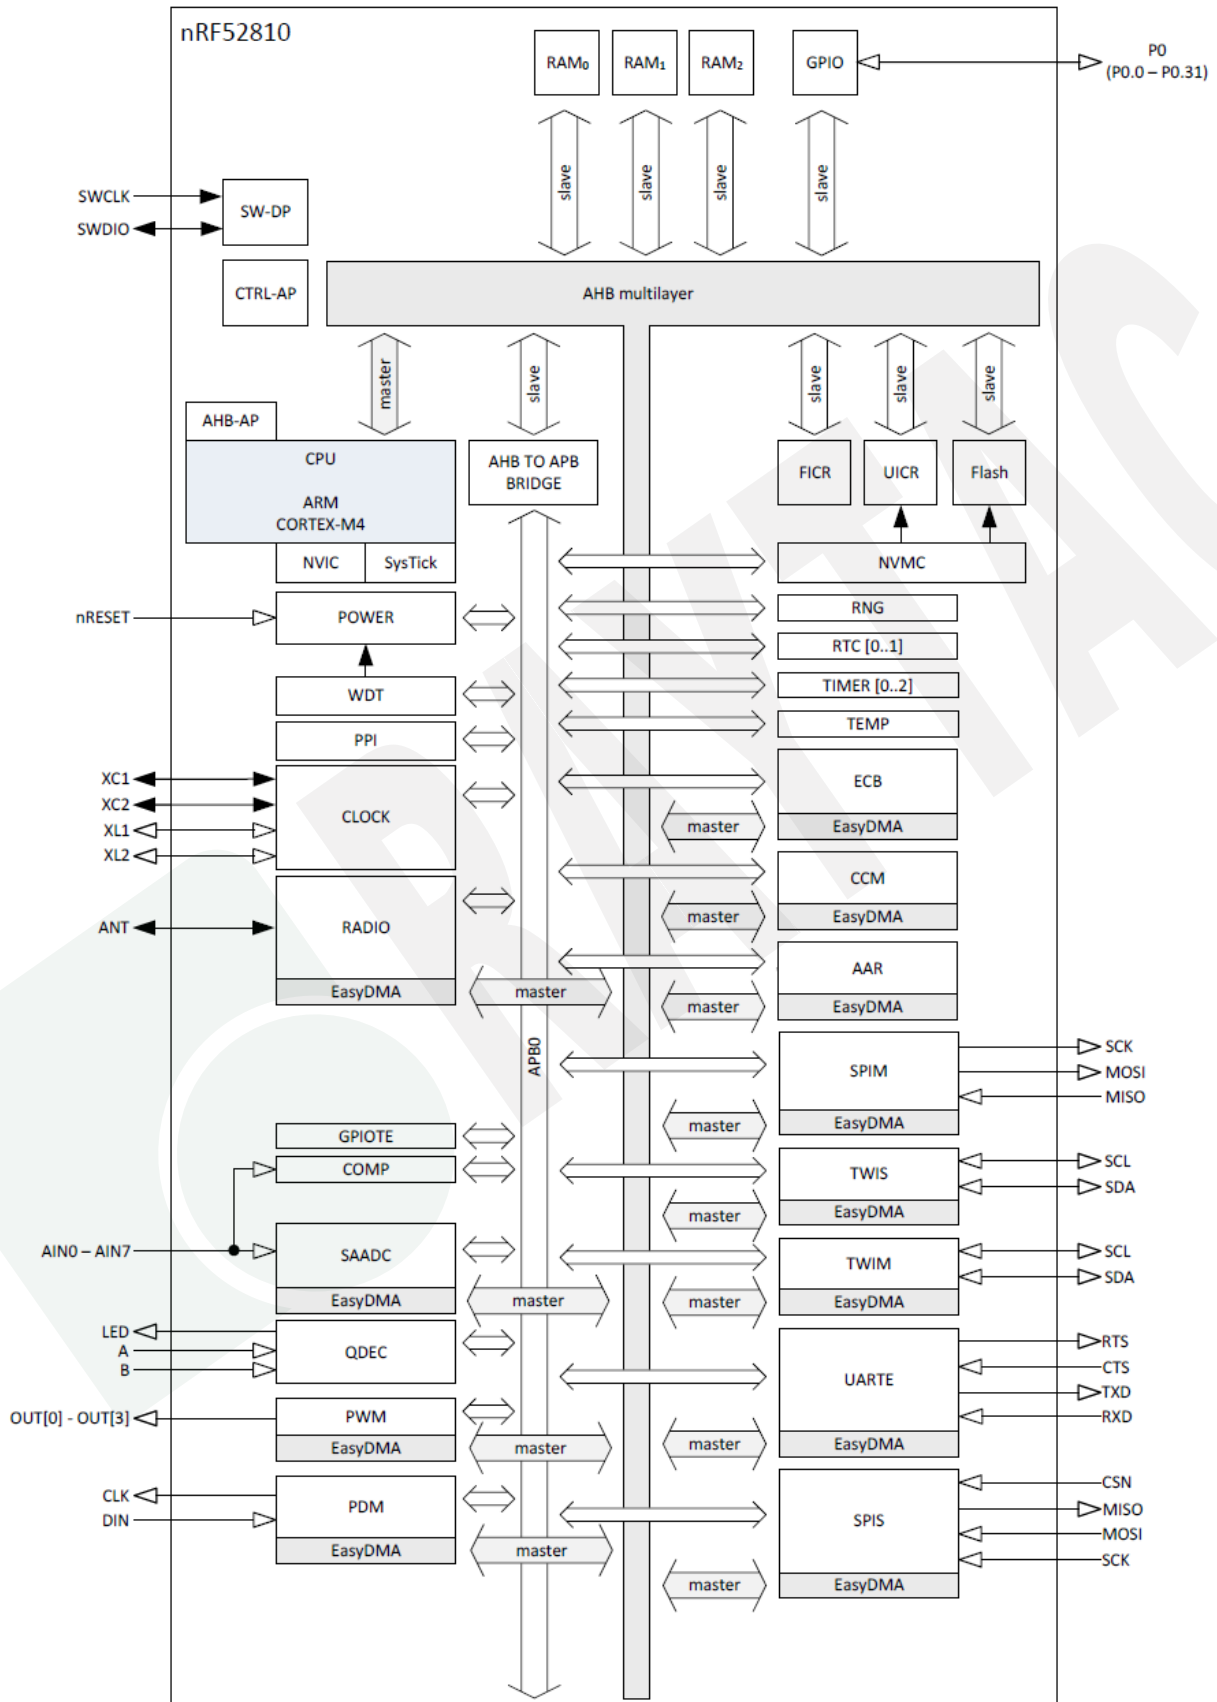 nRF52810
RAM₀
RAM₁
RAM₂
GPIO
P0
(P0.0 – P0.31)
slave
slave
slave
slave
SWCLK
SWDIO
SW-DP
CTRL-AP
AHB multilayer
master
slave
slave
slave
slave
AHB-AP
CPU
ARM
CORTEX-M4
NVIC
SysTick
AHB TO APB
BRIDGE
FICR
UICR
Flash
NVMC
nRESET
POWER
RNG
RTC [0..1]
WDT
TIMER [0..2]
PPI
TEMP
XC1
XC2
XL1
XL2
CLOCK
ECB
master
EasyDMA
CCM
master
EasyDMA
ANT
RADIO
EasyDMA
master
AAR
master
EasyDMA
APB0
SPIM
SCK
MOSI
MISO
master
EasyDMA
GPIOTE
COMP
TWIS
SCL
SDA
master
EasyDMA
AIN0 – AIN7
SAADC
EasyDMA
master
TWIM
SCL
SDA
master
EasyDMA
LED
A
B
QDEC
UARTE
RTS
CTS
TXD
RXD
master
EasyDMA
OUT[0] - OUT[3]
PWM
EasyDMA
master
CLK
DIN
PDM
EasyDMA
master
SPIS
CSN
MISO
MOSI
SCK
master
EasyDMA
RAYTAC